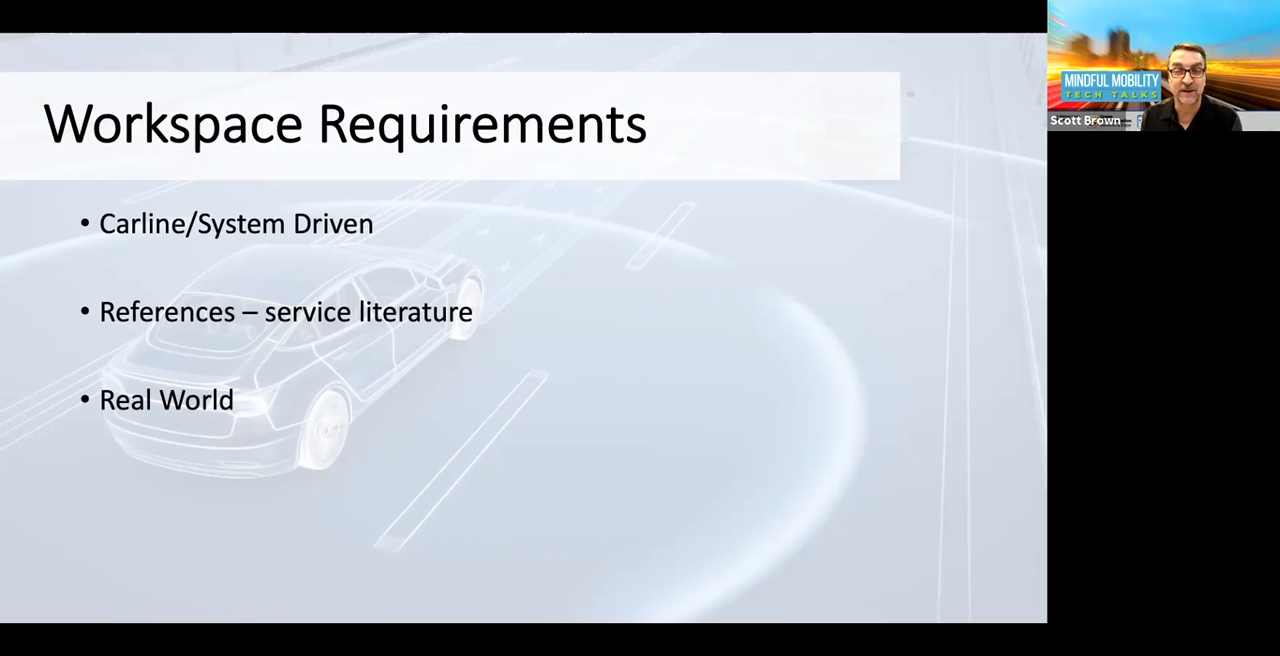 Workspace Requirements
• Carline/System Driven
• References – service literature
• Real World
MINDFUL MOBILITY
TECH TALKS
Scott Brown